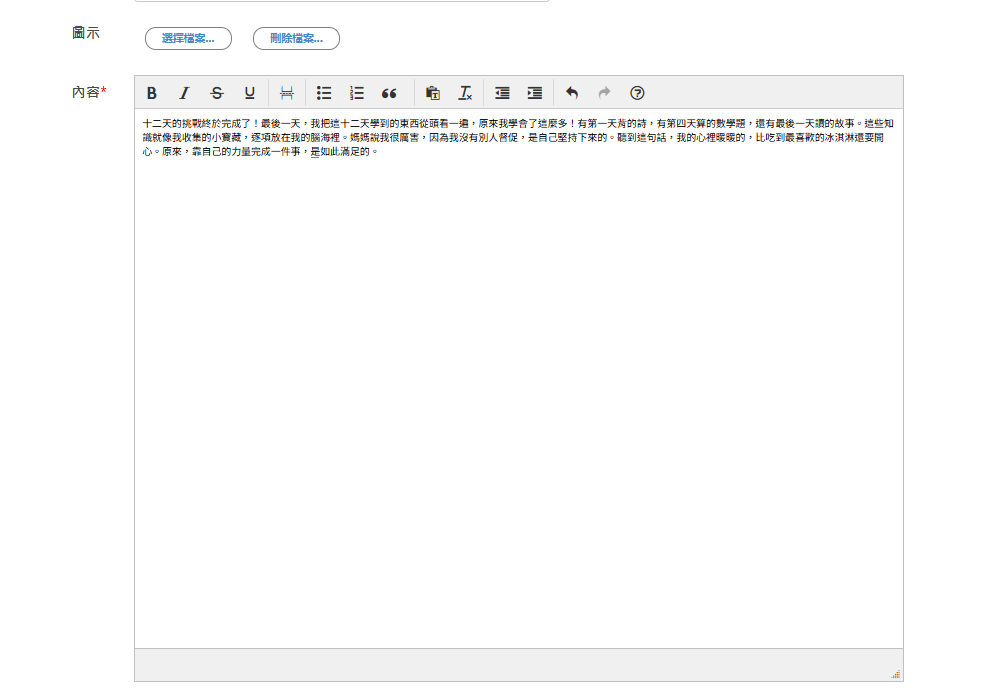 圖示
選擇檔案...
刪除檔案...
內容*
十二天的挑戰終於完成了！最後一天，我把這十二天學到的東西從頭看一遍，原來我學會了這麼多！有第一天背的詩，有第四天算的數學題，還有最後一天讀的故事。這些知
識就像我收集的小寶藏，逐項放在我的腦海裡。媽媽說我很厲害，因為我沒有別人督促，是自己堅持下來的。聽到這句話，我的心裡暖暖的，比吃到最喜歡的冰淇淋還要開
心。原來，靠自己的力量完成一件事，是如此滿足的。